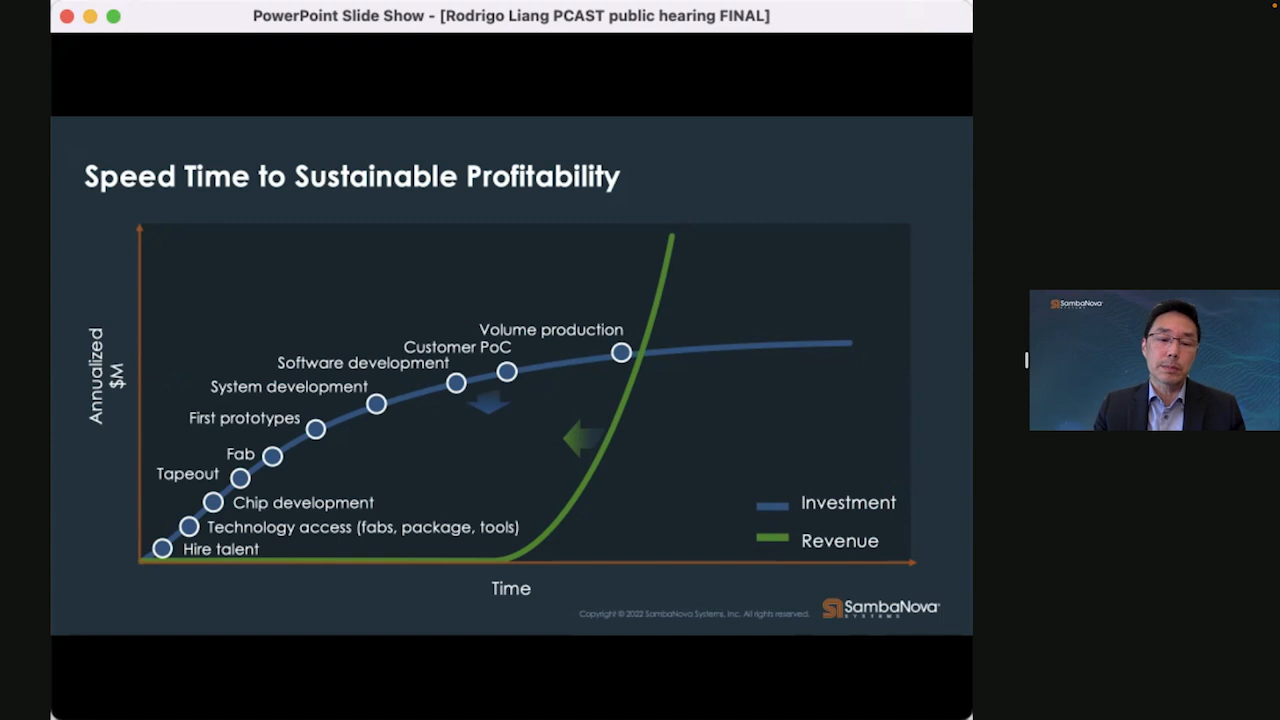 PowerPoint Slide Show - [Rodrigo Liang PCAST public hearing FINAL]
Speed Time to Sustainable Profitability
Annualized
$M
Volume production
Customer PoC
Software development
System development
First prototypes
Fab
Tapeout
Chip development
Technology access (fabs, package, tools)
Hire talent
Investment
Revenue
Time
Copyright © 2022 SambaNova Systems, Inc. All rights reserved.
SambaNova
SYSTEMS
SambaNova
SYSTEMS